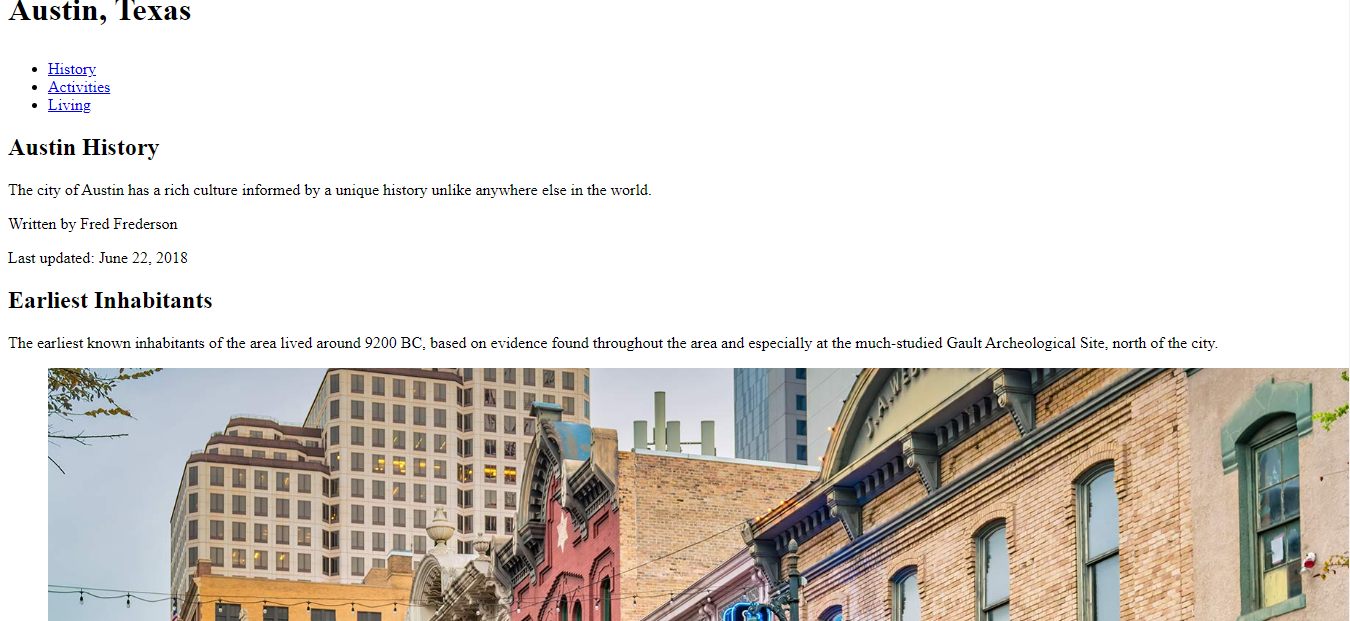 Austin, Texas
History
Activities
Living
Austin History
The city of Austin has a rich culture informed by a unique history unlike anywhere else in the world.
Written by Fred Frederson
Last updated: June 22, 2018
Earliest Inhabitants
The earliest known inhabitants of the area lived around 9200 BC, based on evidence found throughout the area and especially at the much-studied Gault Archeological Site, north of the city.